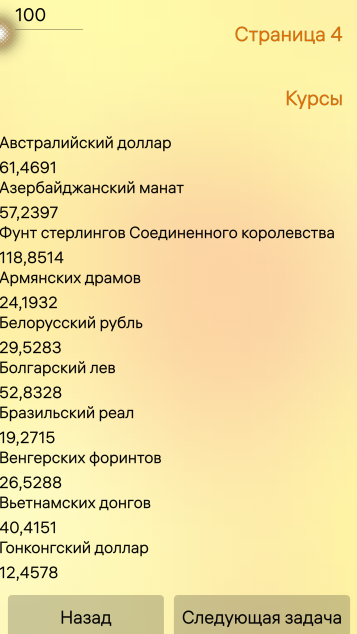 100
Страница 4
Курсы
Австралийский доллар
61,4691
Азербайджанский манат
57,2397
Фунт стерлингов Соединенного королевства
118,8514
Армянских драмов
24,1932
Белорусский рубль
29,5283
Болгарский лев
52,8328
Бразильский реал
19,2715
Венгерских форинтов
26,5288
Вьетнамских донгов
40,4151
Гонконгский доллар
12,4578
Назад
Следующая задача